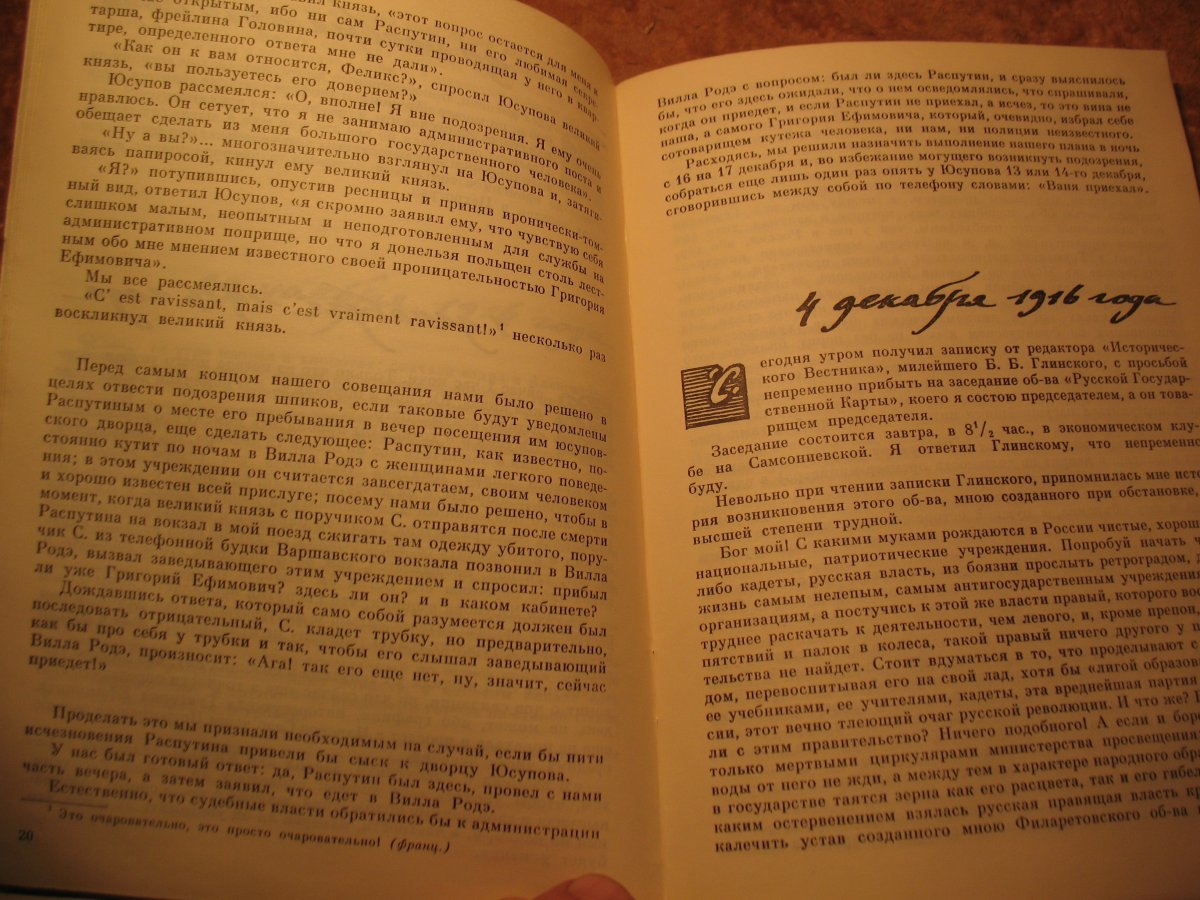 князь, «этот вопрос остается для меня
открытым, ибо ни сам Распутин, ни его любимая секре-
тарша, фрейлина Головина, почти сутки проводящая у него в квар-
тире, определенного ответа мне не дали».
«Как он к вам относится, Феликс?», спросил Юсупова великий
князь, «вы пользуетесь его доверием?»
Юсупов рассмеялся: «О, вполне! Я вне подозрения. Я ему очень
нравлюсь. Он сетует, что я не занимаю административного поста и
обещает сделать из меня большого государственного человека».
«Ну а вы?»... многозначительно взглянул на Юсупова и, затяги-
ваясь папиросой, кинул ему великий князь.
«Я?» потупившись, опустив ресницы и приняв иронически-том-
ный вид, ответил Юсупов, «я скромно заявил ему, что чувствую себя
слишком малым, неопытным и неподготовленным для службы на
административном поприще, но что я донельзя польщен столь лест-
ным обо мне мнением известного своей проницательностью Григория
Ефимовича».
Мы все рассмеялись.
«C' est ravissant, mais c'est vraiment ravissant!»¹ несколько раз
воскликнул великий князь.
Перед самым концом нашего совещания нами было решено в
целях отвести подозрения шпиков, если таковые будут уведомлены
Распутиным о месте его пребывания в вечер посещения им юсупов-
ского дворца, еще сделать следующее: Распутин, как известно, по-
стоянно кутит по ночам в Вилла Родэ с женщинами легкого поведе-
ния; в этом учреждении он считается завсегдатаем, своим человеком
и хорошо известен всей прислуге; посему нами было решено, чтобы в
момент, когда великий князь с поручиком С. отправятся после смерти
Распутина на вокзал в мой поезд сжигать там одежду убитого, пору-
чик С. из телефонной будки Варшавского вокзала позвонил в Вилла
Родэ, вызвал заведывающего этим учреждением и спросил: прибыл
ли уже Григорий Ефимович? здесь ли он? и в каком кабинете?
Дождавшись ответа, который само собой разумеется должен был
последовать отрицательный, С. кладет трубку, но предварительно,
как бы про себя у трубки и так, чтобы его слышал заведывающий
Вилла Родэ, произносит: «Ага! так его еще нет, ну, значит, сейчас
приедет!»
Проделать это мы признали необходимым на случай, если бы нити
исчезновения Распутина привели бы сыск к дворцу Юсупова.
У нас был готовый ответ: да, Распутин был здесь, провел с нами
часть вечера, а затем заявил, что едет в Вилла Родэ.
Естественно, что судебные власти обратились бы к администрации
¹ Это очаровательно, это просто очаровательно! (франц.)
20
Вилла Родэ с вопросом: был ли здесь Распутин, и сразу выяснилось
бы, что его здесь ожидали, что о нем осведомлялись, что спрашивали,
когда он приедет, и если Распутин не приехал, а исчез, то это вина не
наша, а самого Григория Ефимовича, который, очевидно, избрал себе
сотоварищем кутежа человека, ни нам, ни полиции неизвестного.
Расходясь, мы решили назначить выполнение нашего плана в ночь
с 16 на 17 декабря и, во избежание могущего возникнуть подозрения,
собраться еще лишь один раз опять у Юсупова 13 или 14-го декабря,
сговорившись между собой по телефону словами: «Ваня приехал».
4 декабря 1916 года
Сегодня утром получил записку от редактора «Историчес-
кого Вестника», милейшего Б. Б. Глинского, с просьбой
непременно прибыть на заседание об-ва «Русской Государ-
ственной Карты», коего я состою председателем, а он това-
рищем председателя.
Заседание состоится завтра, в 8¹/₂ час., в экономическом клу-
бе на Самсониевской. Я ответил Глинскому, что непременно
буду.
Невольно при чтении записки Глинского, припомнилась мне исто-
рия возникновения этого об-ва, мною созданного при обстановке,
высшей степени трудной.
Бог мой! С какими муками рождаются в России чистые, хорош
национальные, патриотические учреждения. Попробуй начать ч
либо кадеты, русская власть, из боязни прослыть ретроградом, д
жизнь самым нелепым, самым антигосударственным учреждени
организациям, а постучись к этой же власти правый, которого вос
труднее раскачать к деятельности, чем левого, и, кроме препон
пятствий и палок в колеса, такой правый ничего другого у п
тельства не найдет. Стоит вдуматься в то, что проделывают с
дом, перевоспитывая его на свой лад, хотя бы «лигой образов
ее учебниками, ее учителями, кадеты, эта вреднейшая партия
сии, этот вечно тлеющий очаг русской революции. И что же?
ли с этим правительство? Ничего подобного! А если и бор
только мертвыми циркулярами министерства просвещения
воды от него не жди, а между тем в характере народного обра
в государстве таятся зерна как его расцвета, так и его гибел
каким остервенением взялась русская правящая власть кр
калечить устав созданного мною Филаретовского об-ва